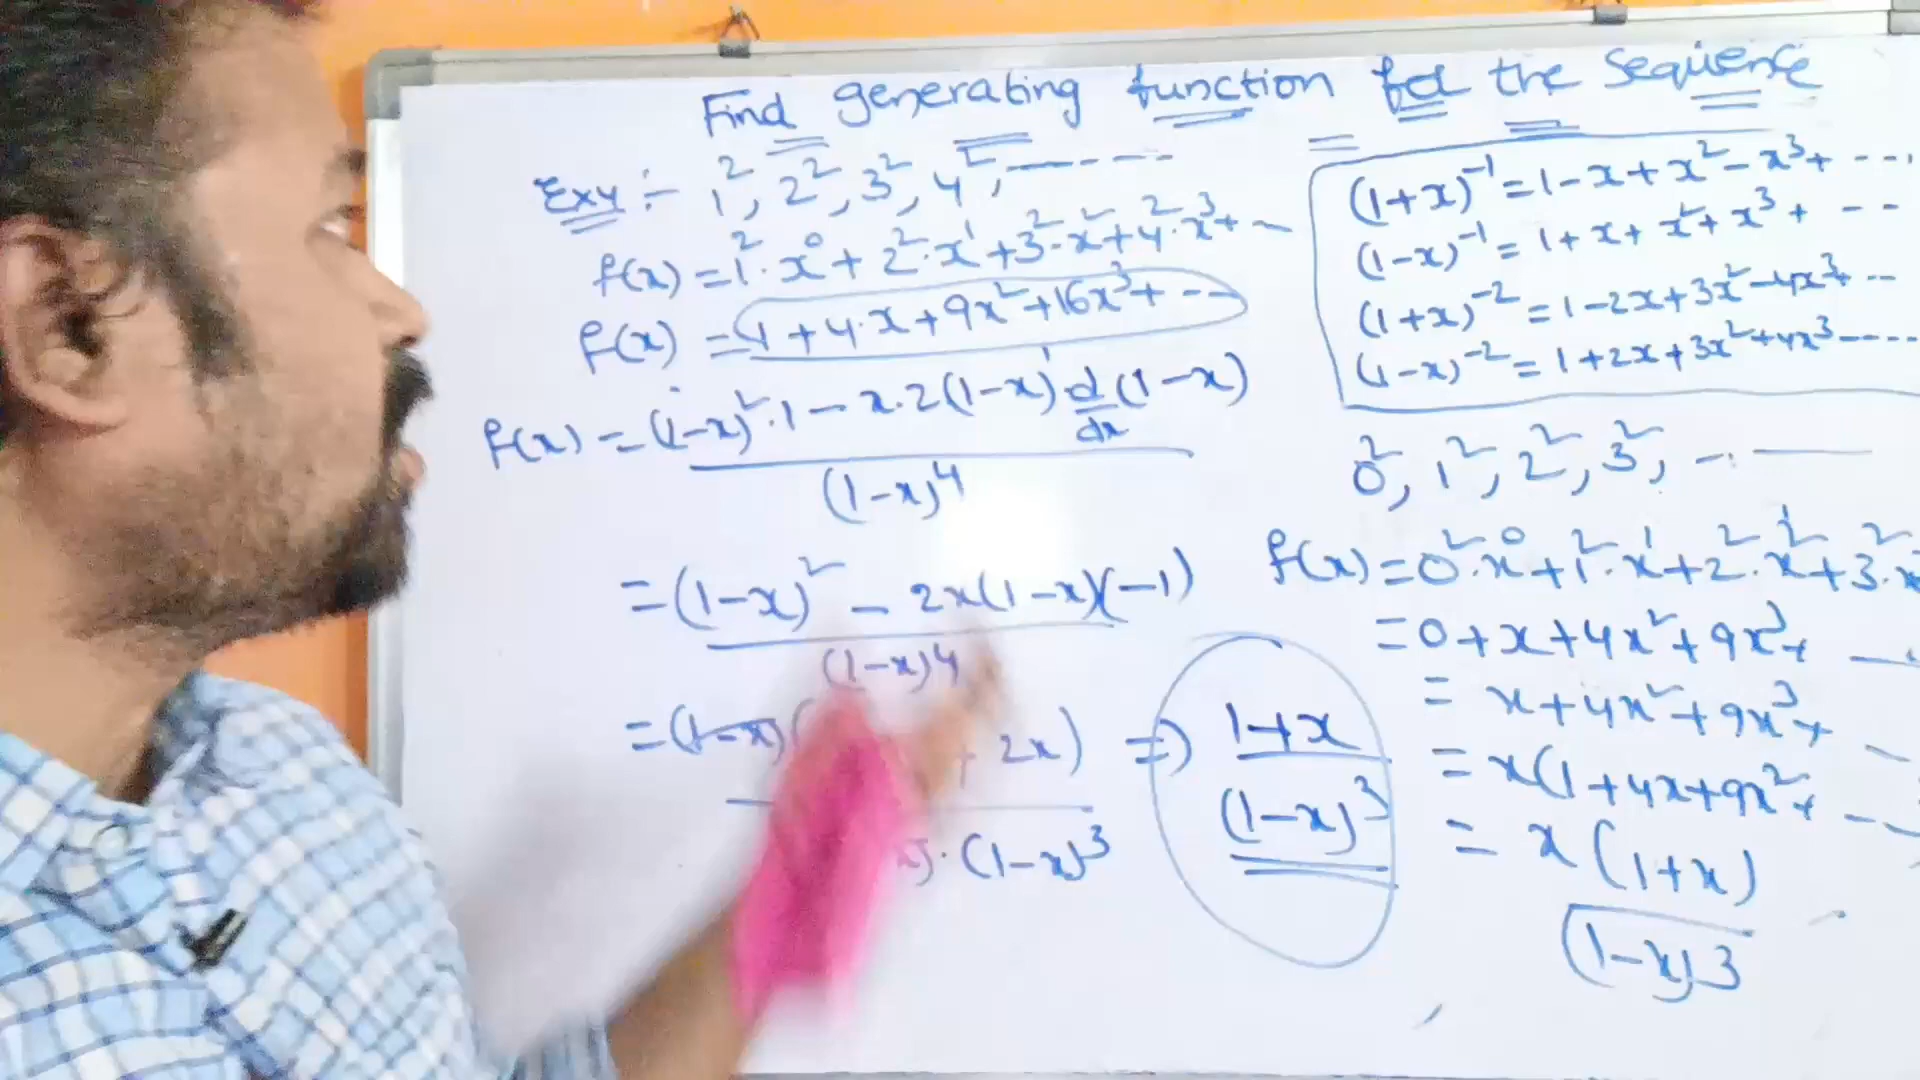 Find generating function for the sequence
Ex4 :- 1², 2², 3², 4², ------
f(x) = 1²·x⁰ + 2²·x¹ + 3²·x² + 4²·x³ + --
f(x) = 1 + 4·x + 9x² + 16x³ + ---
f(x) = (1-x)²·1 - x·2(1-x)¹ d/dx (1-x)
(1-x)⁴
= (1-x)² - 2x(1-x)(-1)
(1-x)⁴
= (1-x)( + 2x) => 1+x
x)·(1-x)³ (1-x)³
(1+x)⁻¹ = 1-x+x²-x³+ ----
(1-x)⁻¹ = 1+x+x²+x³+ ---
(1+x)⁻² = 1-2x+3x²-4x³+ --
(1-x)⁻² = 1+2x+3x²+4x³-----
0², 1², 2², 3², ----
f(x) = 0²·x⁰+1²·x¹+2²·x²+3²·x
= 0+x+4x²+9x³+ --
= x+4x²+9x³+ --
= x(1+4x+9x²+ ---
= x (1+x)
(1-x)3